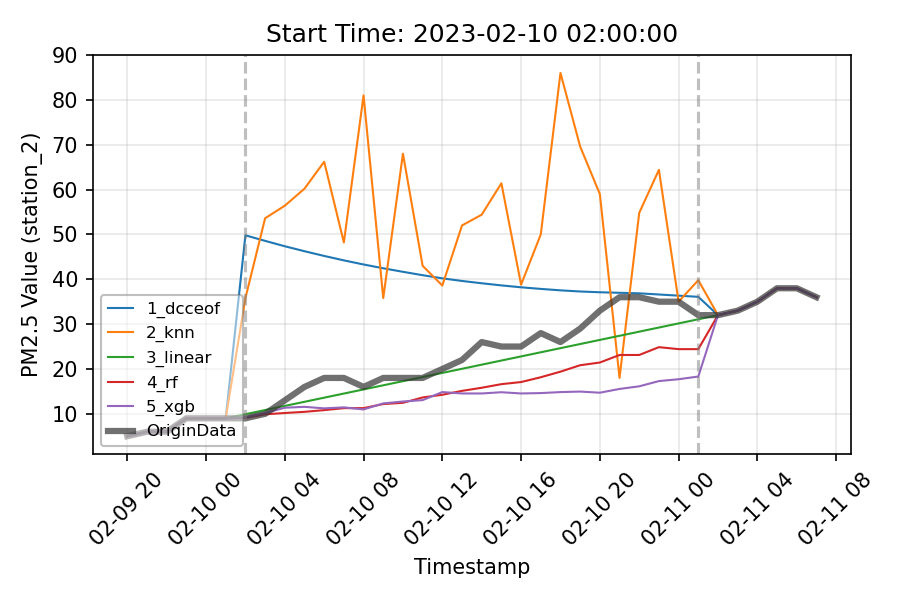 Start Time: 2023-02-10 02:00:00
PM2.5 Value (station_2)
90
80
70
60
50
40
30
20
10
1_dcceof
2_knn
3_linear
4_rf
5_xgb
OriginData
02-09 20
02-10 00
02-10 04
02-10 08
02-10 12
02-10 16
02-10 20
02-11 00
02-11 04
02-11 08
Timestamp